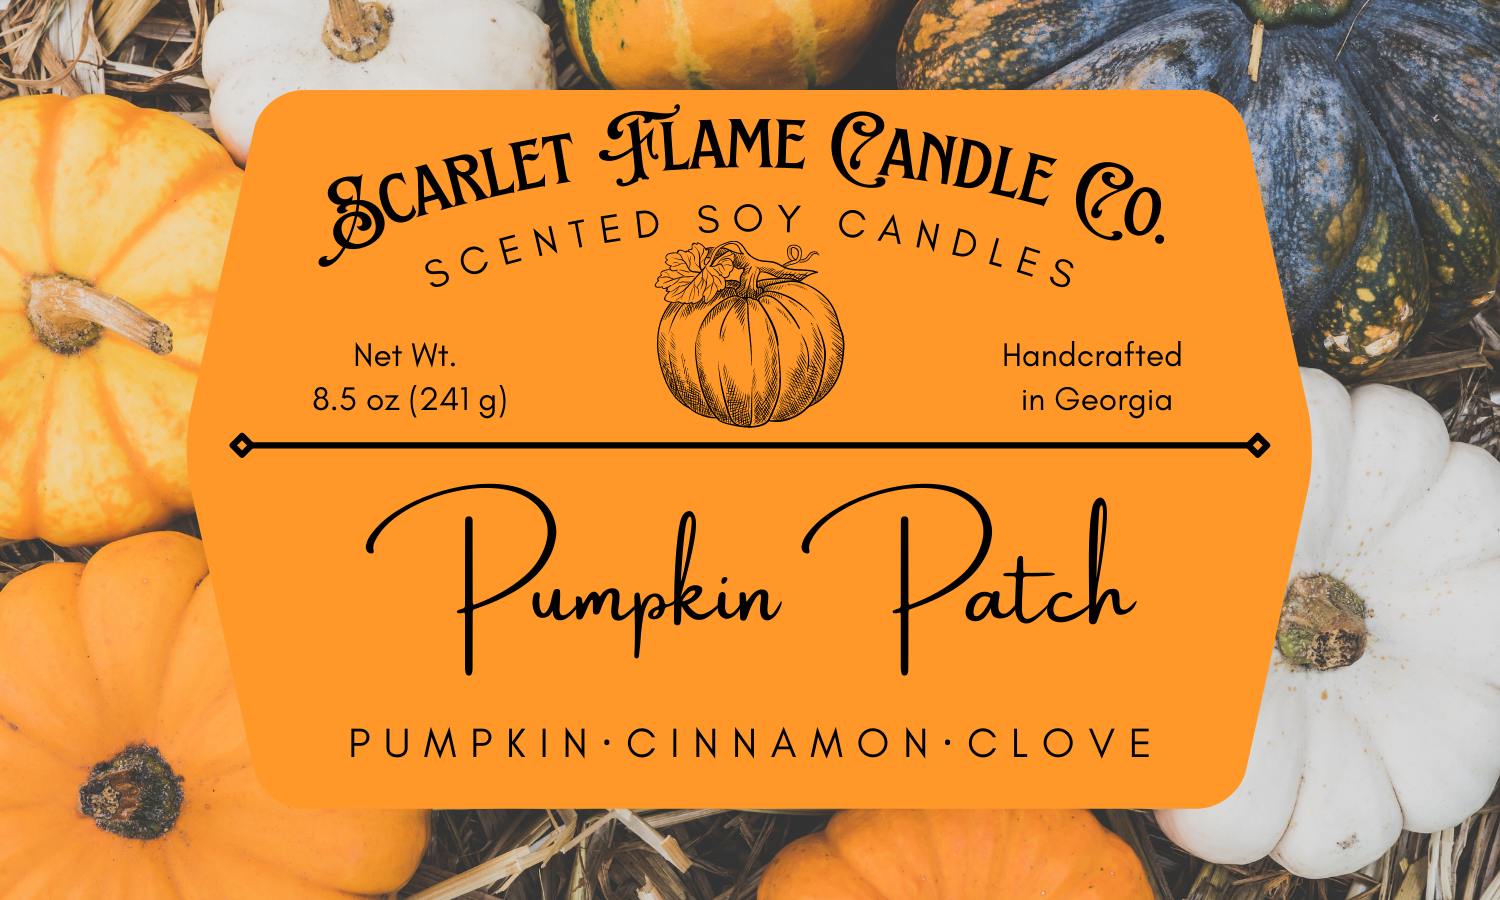 Scarlet Flame Candle Co.
SCENTED SOY CANDLES
Net Wt.
8.5 oz (241 g)
Handcrafted
in Georgia
Pumpkin Patch
PUMPKIN·CINNAMON·CLOVE